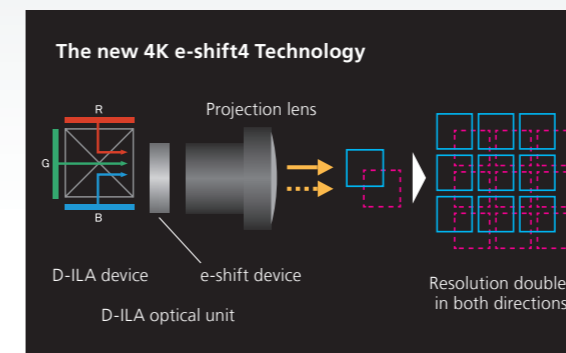 The new 4K e-shift4 Technology
R
Projection lens
G
B
D-ILA device
e-shift device
Resolution double
in both directions
D-ILA optical unit